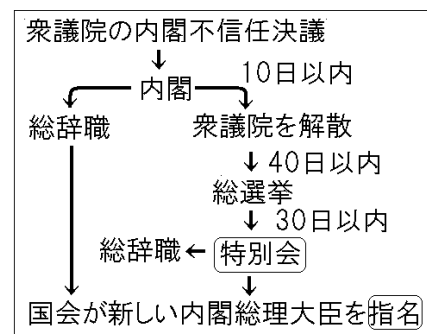 衆議院の内閣不信任決議
内閣 10日以内
総辞職 衆議院を解散
40日以内
総選挙
30日以内
総辞職 特別会
国会が新しい内閣総理大臣を指名